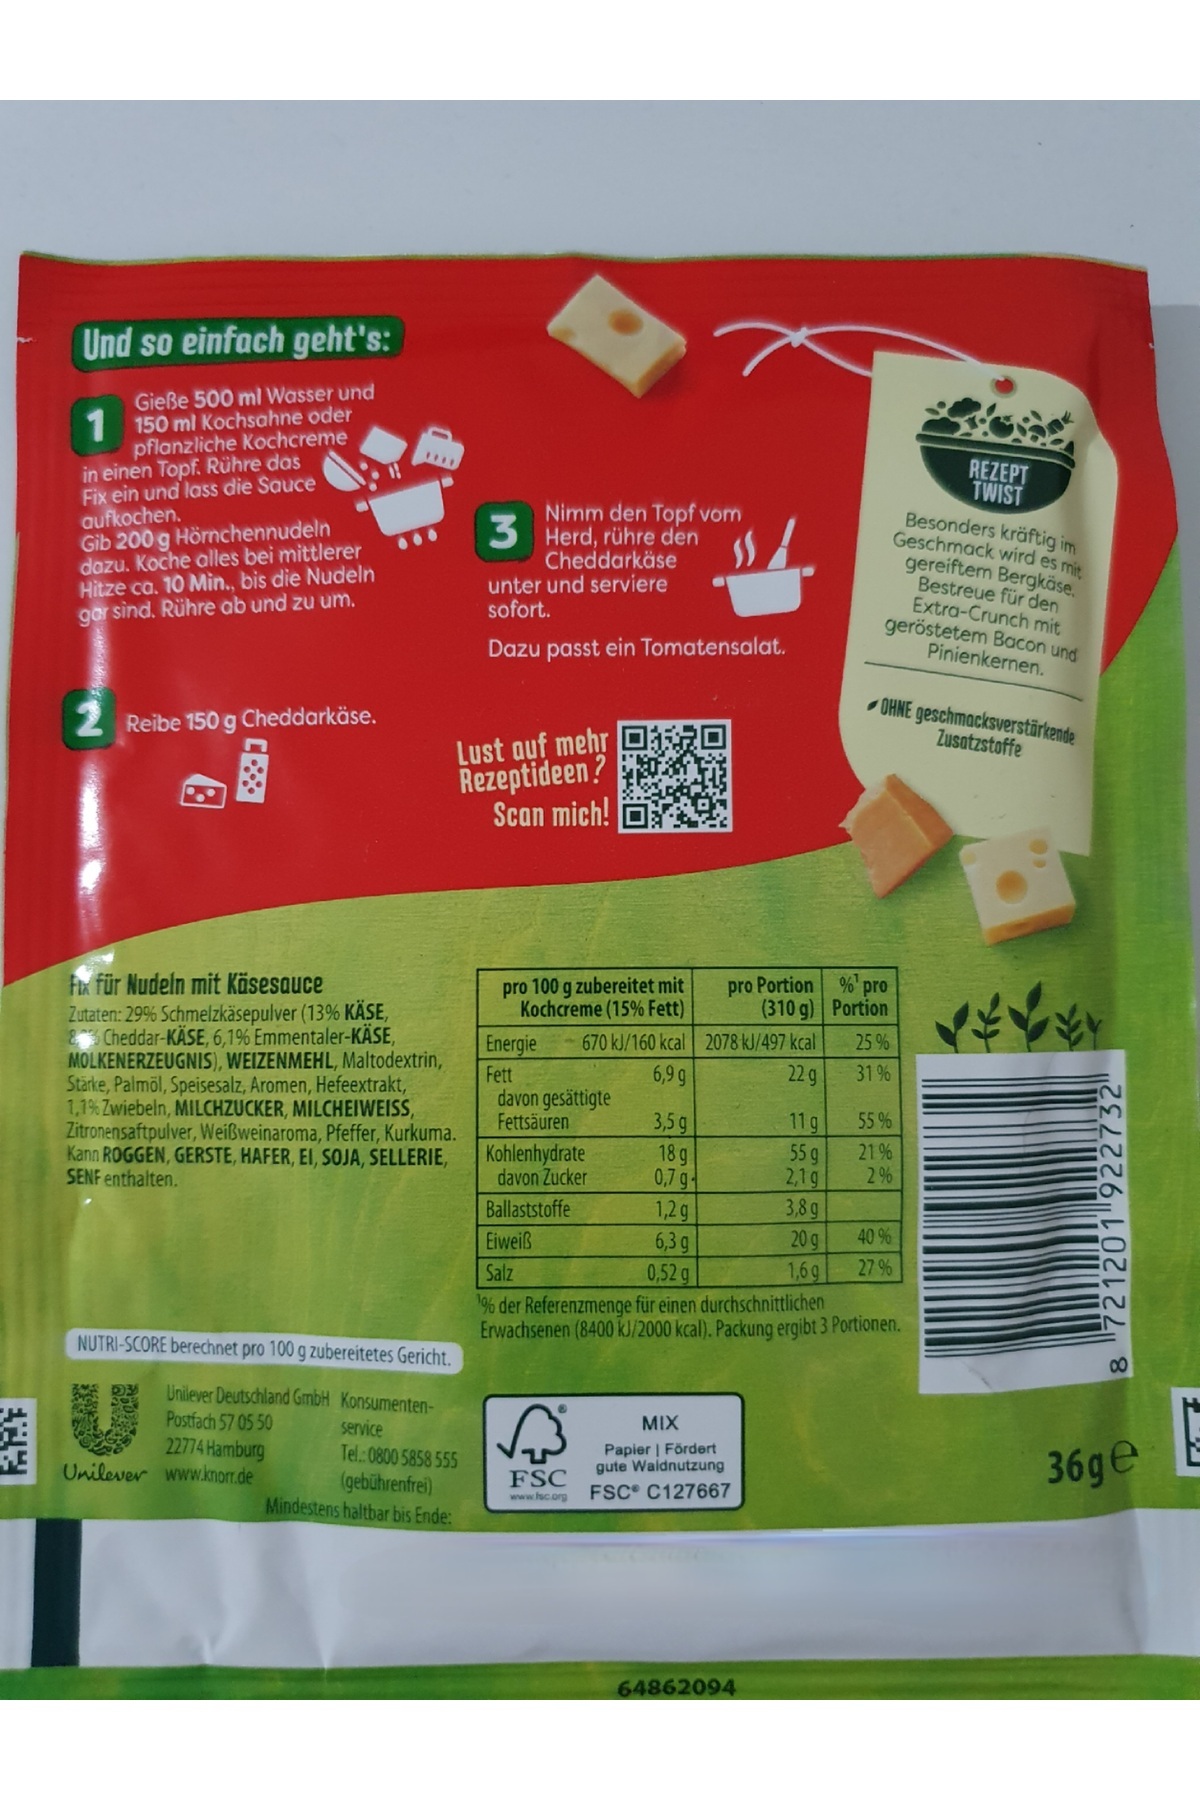 Und so einfach geht's:
1
Gieße 500 ml Wasser und
150 ml Kochsahne oder
pflanzliche Kochcreme
in einen Topf. Rühre das
Fix ein und lass die Sauce
aufkochen.
Gib 200 g Hörnchennudeln
dazu. Koche alles bei mittlerer
Hitze ca. 10 Min., bis die Nudeln
gar sind. Rühre ab und zu um.
2 Reibe 150 g Cheddarkäse.
3
Nimm den Topf vom
Herd, rühre den
Cheddarkäse
unter und serviere
sofort.
Dazu passt ein Tomatensalat.
Lust auf mehr
Rezeptideen?
Scan mich!
REZEPT
TWIST
Besonders kräftig im
Geschmack wird es mit
gereiftem Bergkäse.
Bestreue für den
Extra-Crunch mit
geröstetem Bacon und
Pinienkernen.
OHNE geschmacksverstärkende
Zusatzstoffe
Fix für Nudeln mit Käsesauce
Zutaten: 29% Schmelzkäsepulver (13% KÄSE,
Cheddar-KÄSE, 6,1% Emmentaler-KÄSE,
MOLKENERZEUGNIS), WEIZENMEHL, Maltodextrin,
Stärke, Palmöl, Speisesalz, Aromen, Hefeextrakt,
1,1% Zwiebeln, MILCHZUCKER, MILCHEIWEISS,
Zitronensaftpulver, Weißweinaroma, Pfeffer, Kurkuma.
Kann ROGGEN, GERSTE, HAFER, EI, SOJA, SELLERIE,
SENF enthalten.
pro 100 g zubereitet mit Kochcreme (15% Fett) pro Portion (310 g) %¹ pro Portion
Energie 670 kJ/160 kcal 2078 kJ/497 kcal 25 %
Fett 6,9 g 22 g 31 %
davon gesättigte
Fettsäuren 3,5 g 11 g 55 %
Kohlenhydrate 18 g 55 g 21 %
davon Zucker 0,7 g 2,1 g 2 %
Ballaststoffe 1,2 g 3,8 g
Eiweiß 6,3 g 20 g 40 %
Salz 0,52 g 1,6 g 27 %
¹% der Referenzmenge für einen durchschnittlichen
Erwachsenen (8400 kJ/2000 kcal). Packung ergibt 3 Portionen.
8 721201 922732
NUTRI-SCORE berechnet pro 100 g zubereitetes Gericht.
Unilever
Unilever Deutschland GmbH
Postfach 57 05 50
22774 Hamburg
www.knorr.de
Konsumenten-
service
Tel.: 0800 5858 555
(gebührenfrei)
Mindestens haltbar bis Ende:
FSC
www.fsc.org
MIX
Papier | Fördert
gute Waldnutzung
FSC® C127667
36g e
64862094